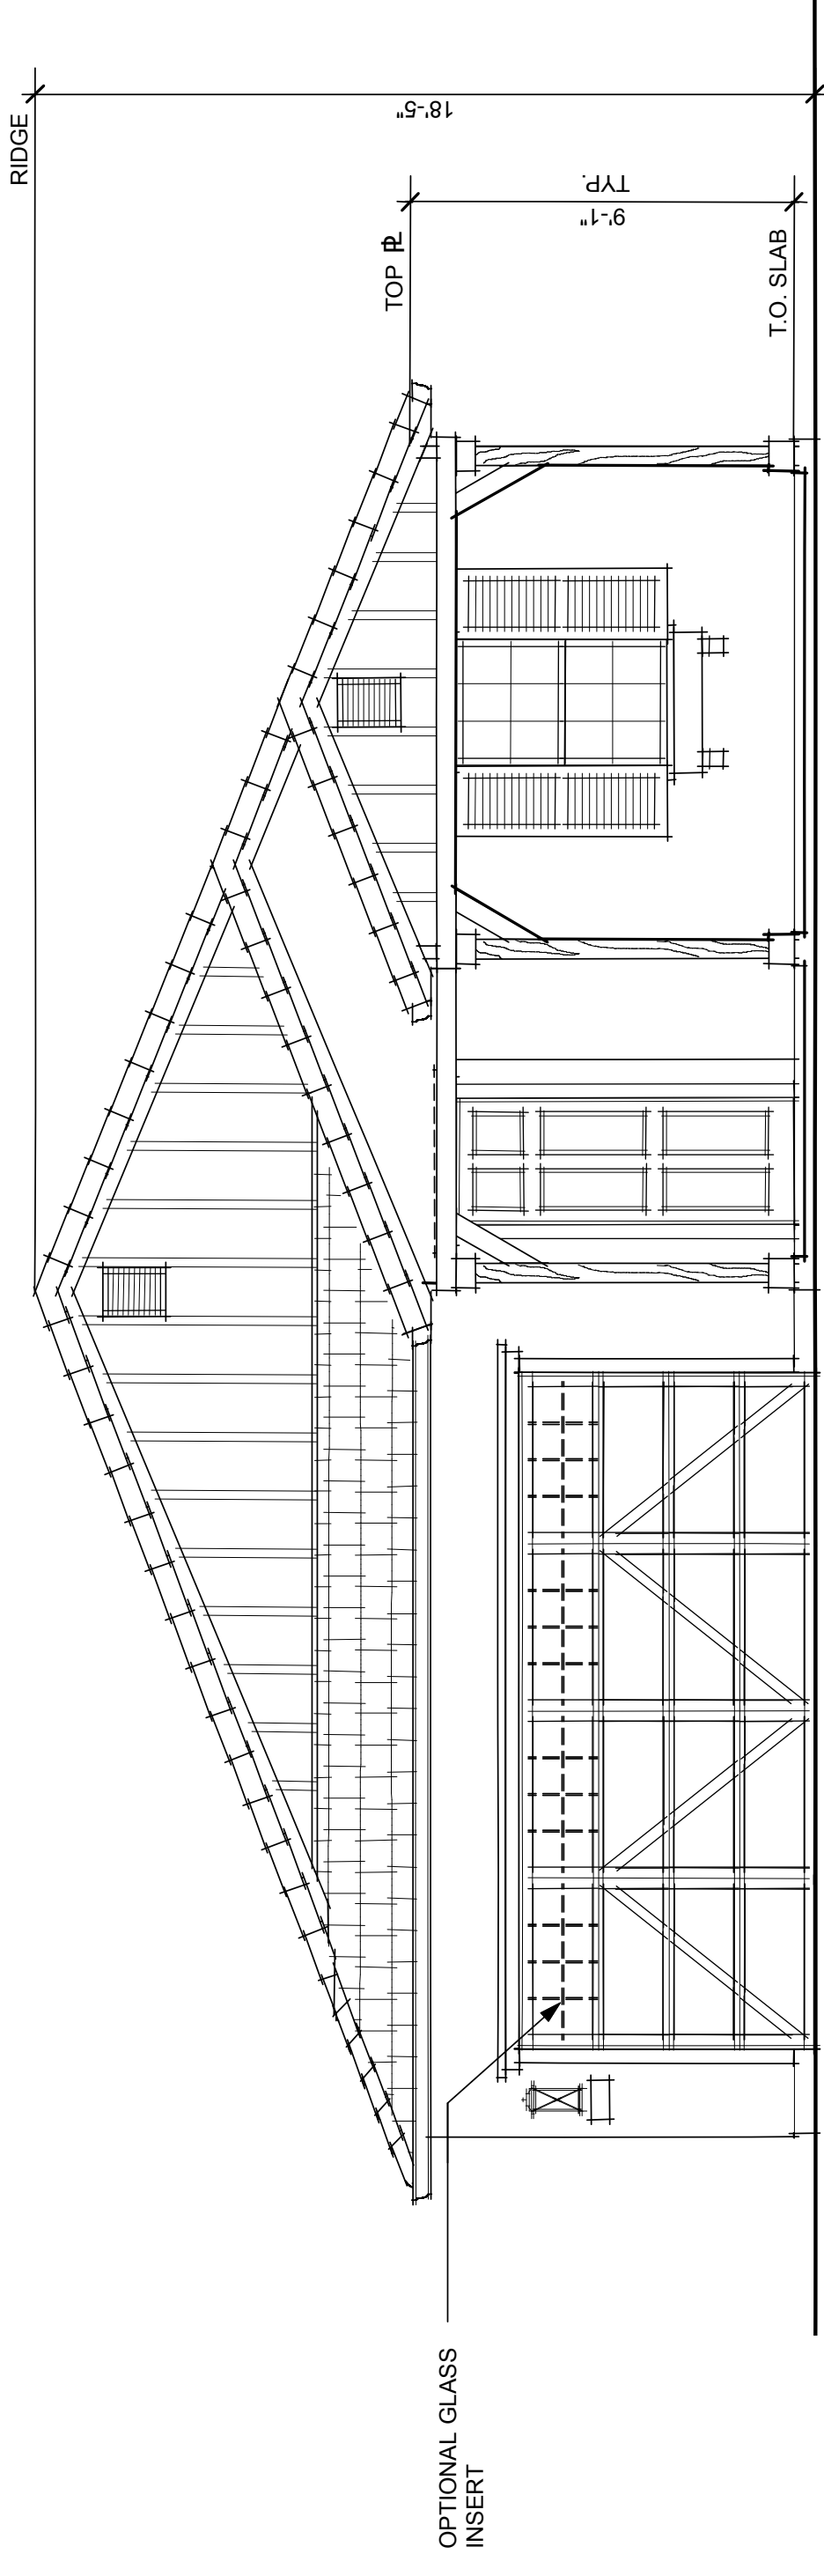 OPTIONAL GLASS
INSERT
T.O. SLAB
TOP PL
RIDGE
9'-1"
TYP.
18'-5"